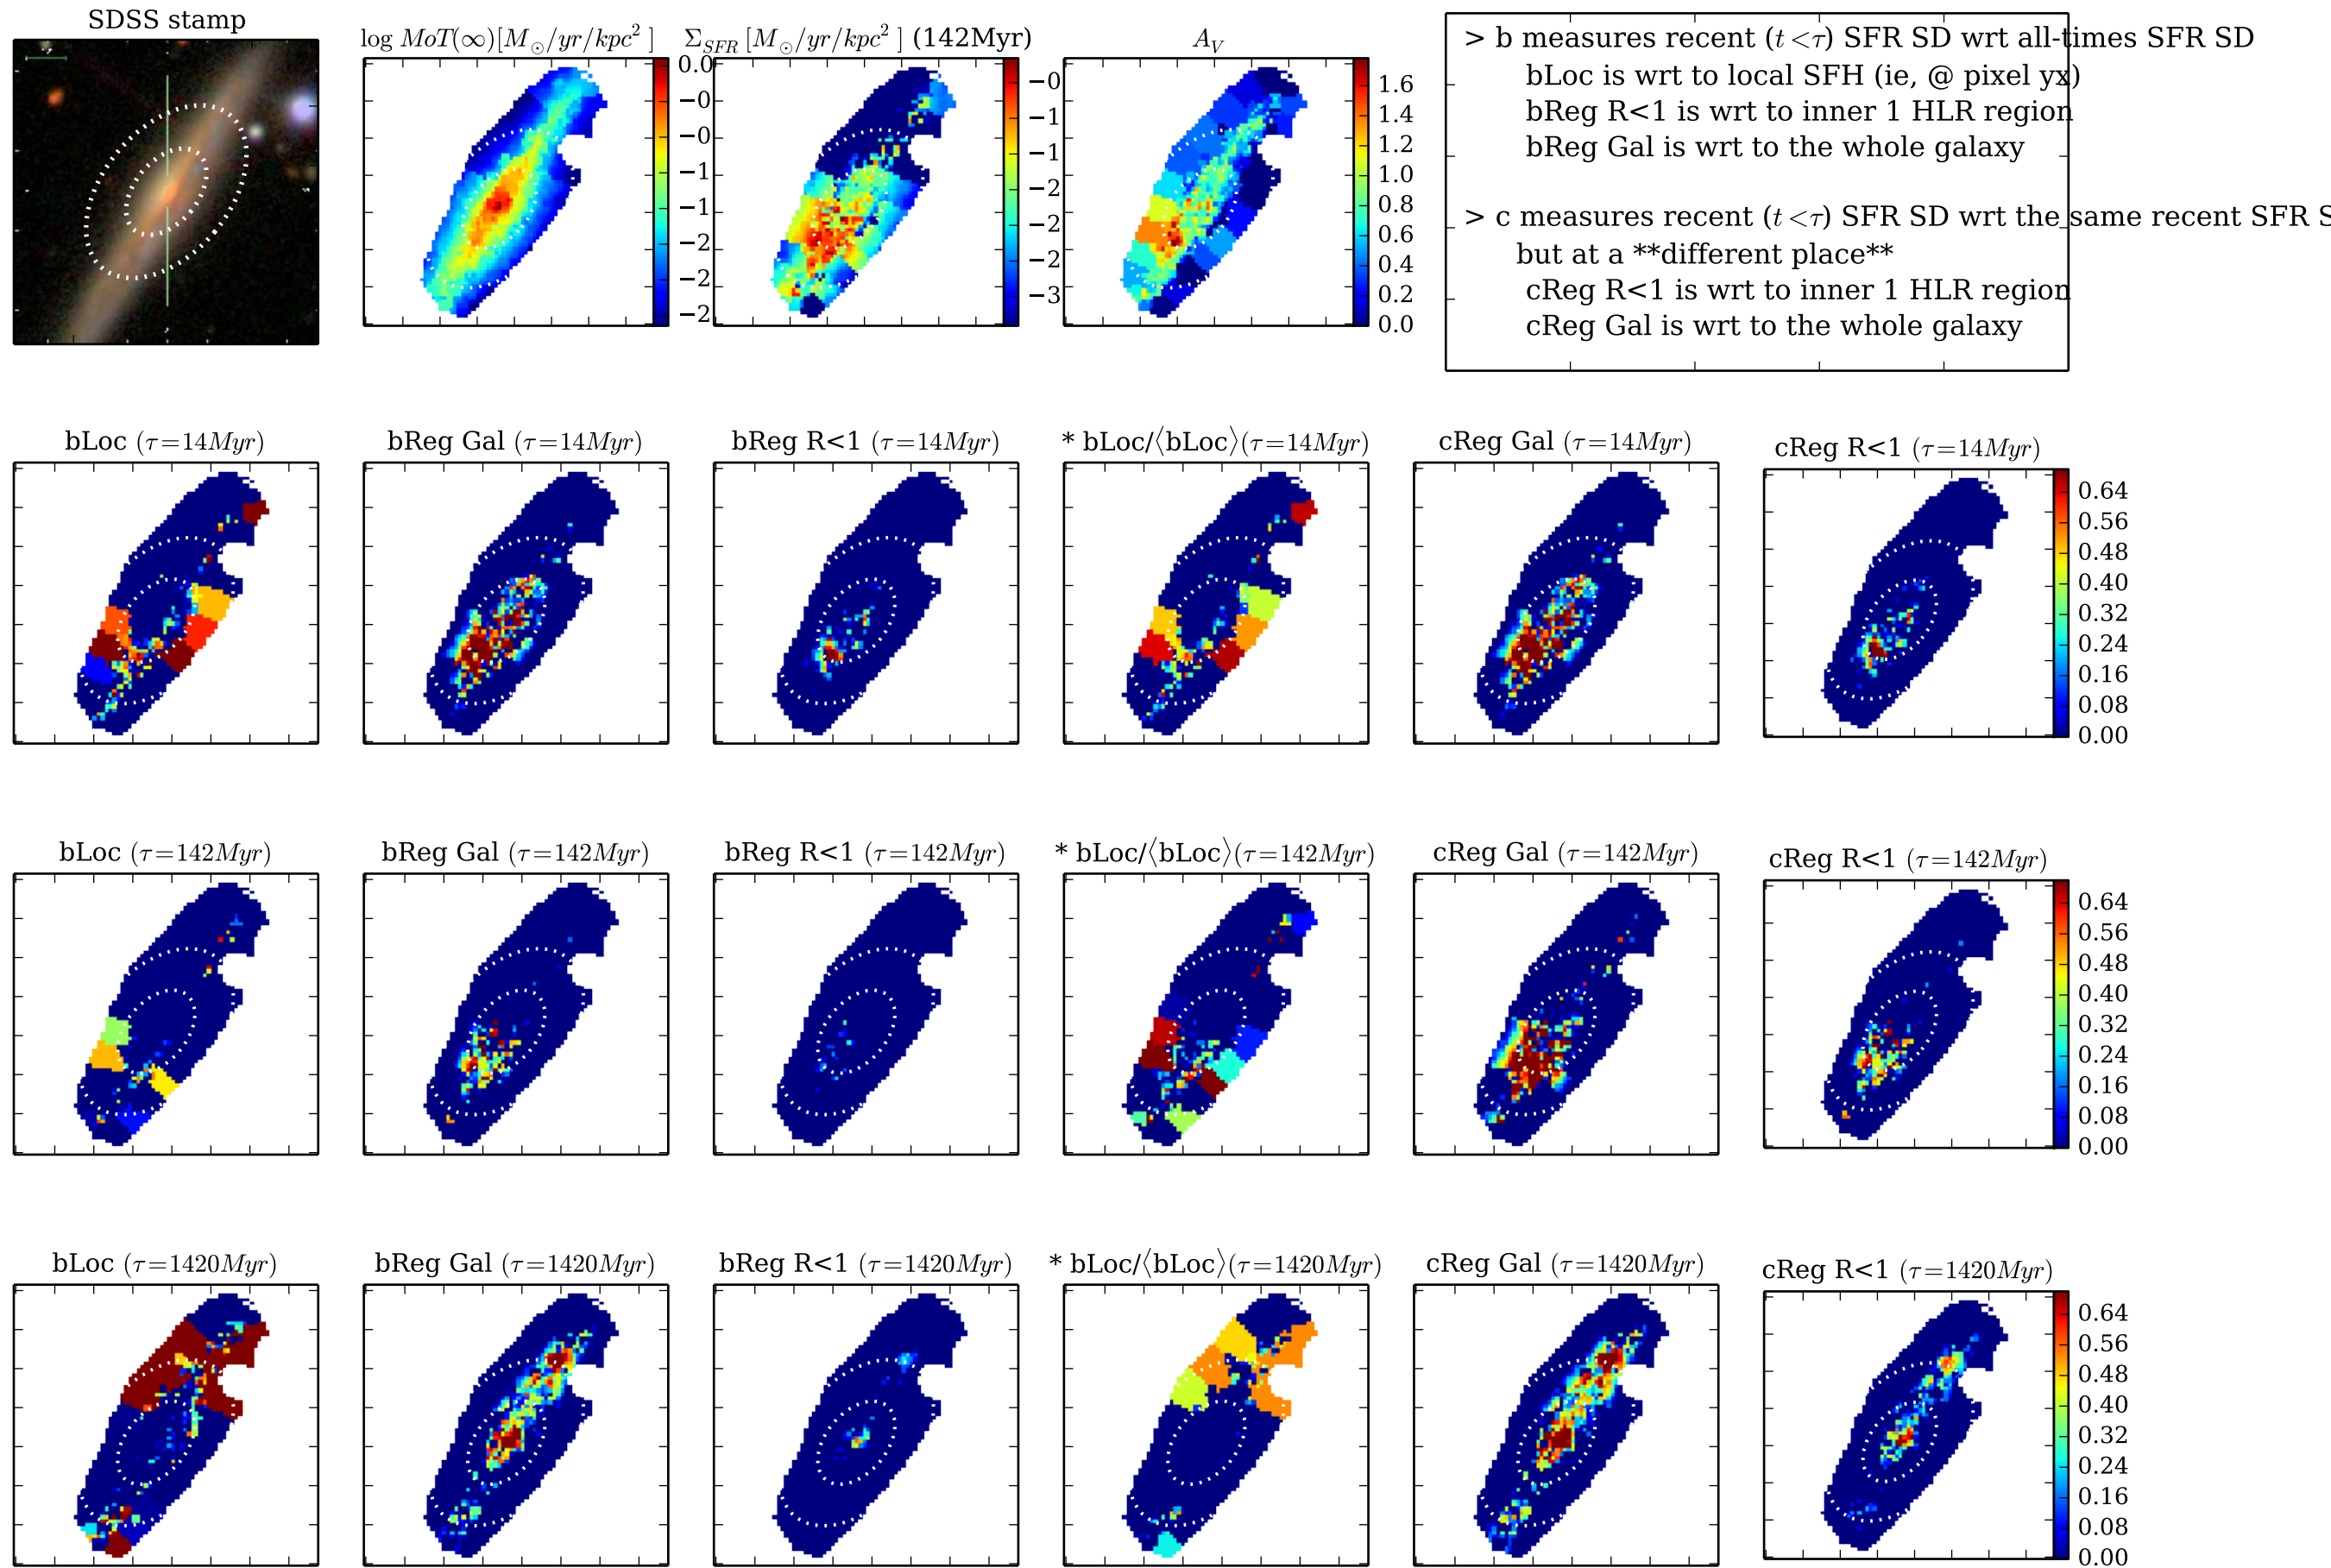 SDSS stamp
log MoT(∞)[M⊙/yr/kpc² ]
Σ_SFR [M⊙/yr/kpc² ] (142Myr)
A_V
0.0
−0
−0
−1
−1
−2
−2
−2
−0
−1
−1
−2
−2
−2
−3
1.6
1.4
1.2
1.0
0.8
0.6
0.4
0.2
0.0
> b measures recent (t <τ) SFR SD wrt all-times SFR SD
bLoc is wrt to local SFH (ie, @ pixel yx)
bReg R<1 is wrt to inner 1 HLR region
bReg Gal is wrt to the whole galaxy
> c measures recent (t <τ) SFR SD wrt the same recent SFR S
but at a **different place**
cReg R<1 is wrt to inner 1 HLR region
cReg Gal is wrt to the whole galaxy
bLoc (τ=14Myr)
bReg Gal (τ=14Myr)
bReg R<1 (τ=14Myr)
* bLoc/⟨bLoc⟩(τ=14Myr)
cReg Gal (τ=14Myr)
cReg R<1 (τ=14Myr)
0.64
0.56
0.48
0.40
0.32
0.24
0.16
0.08
0.00
bLoc (τ=142Myr)
bReg Gal (τ=142Myr)
bReg R<1 (τ=142Myr)
* bLoc/⟨bLoc⟩(τ=142Myr)
cReg Gal (τ=142Myr)
cReg R<1 (τ=142Myr)
0.64
0.56
0.48
0.40
0.32
0.24
0.16
0.08
0.00
bLoc (τ=1420Myr)
bReg Gal (τ=1420Myr)
bReg R<1 (τ=1420Myr)
* bLoc/⟨bLoc⟩(τ=1420Myr)
cReg Gal (τ=1420Myr)
cReg R<1 (τ=1420Myr)
0.64
0.56
0.48
0.40
0.32
0.24
0.16
0.08
0.00